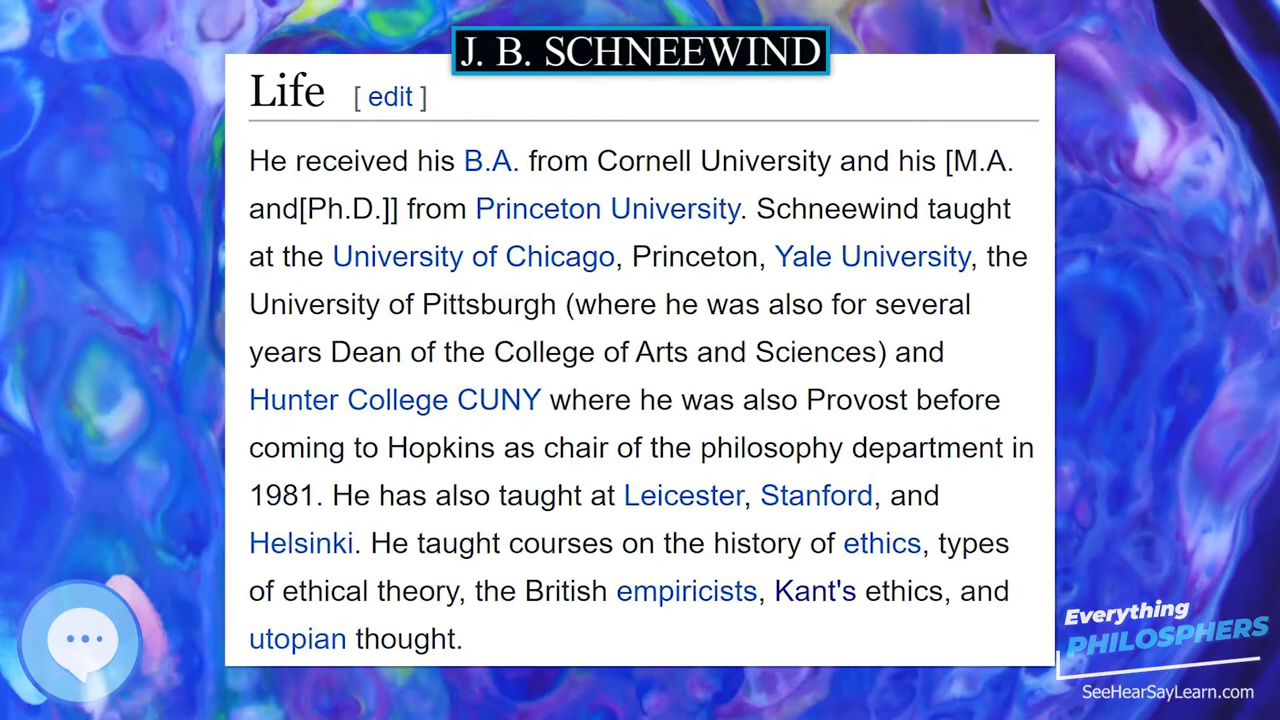 J. B. SCHNEEWIND
Life [ edit ]
He received his B.A. from Cornell University and his [M.A.
and[Ph.D.]] from Princeton University. Schneewind taught
at the University of Chicago, Princeton, Yale University, the
University of Pittsburgh (where he was also for several
years Dean of the College of Arts and Sciences) and
Hunter College CUNY where he was also Provost before
coming to Hopkins as chair of the philosophy department in
1981. He has also taught at Leicester, Stanford, and
Helsinki. He taught courses on the history of ethics, types
of ethical theory, the British empiricists, Kant's ethics, and
utopian thought.
Everything
PHILOSPHERS
SeeHearSayLearn.com